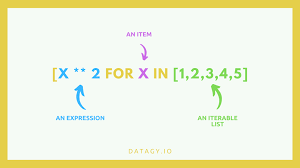 AN ITEM
[X ** 2 FOR X IN [1,2,3,4,5]
AN EXPRESSION
AN ITERABLE
LIST
DATAGY.IO